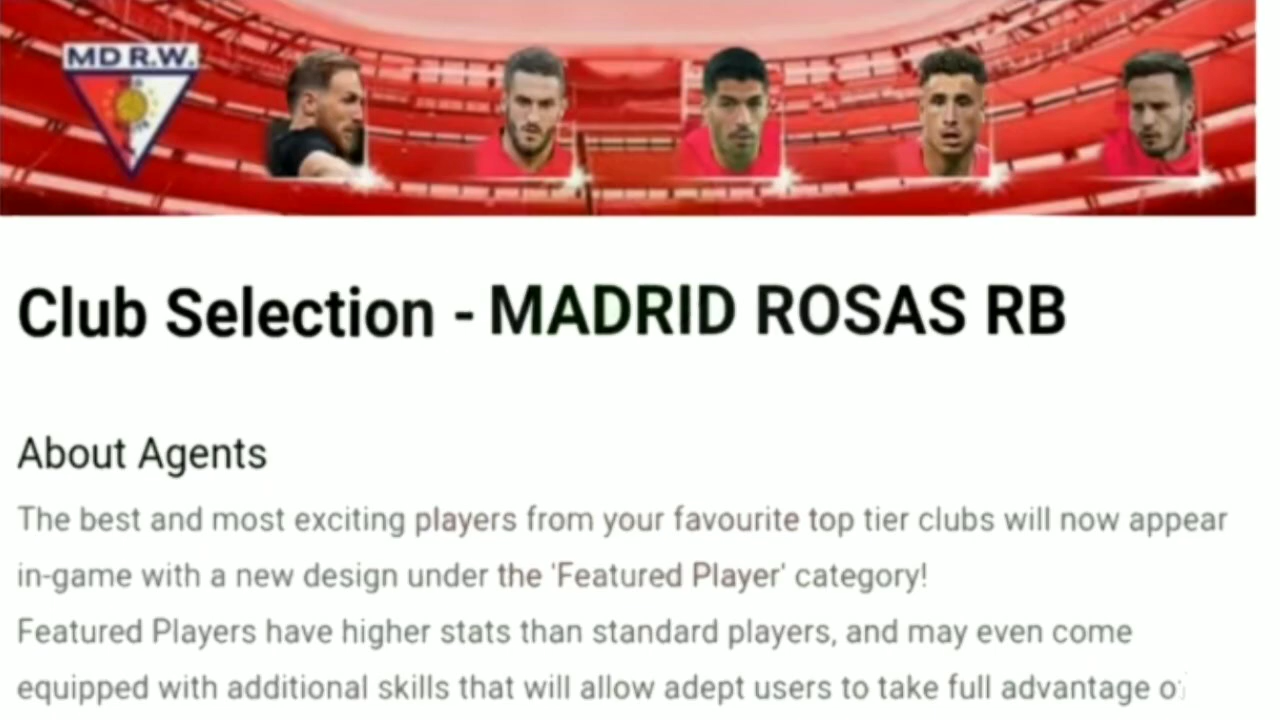 MD R.W.
Club Selection - MADRID ROSAS RB
About Agents
The best and most exciting players from your favourite top tier clubs will now appear
in-game with a new design under the 'Featured Player' category!
Featured Players have higher stats than standard players, and may even come
equipped with additional skills that will allow adept users to take full advantage